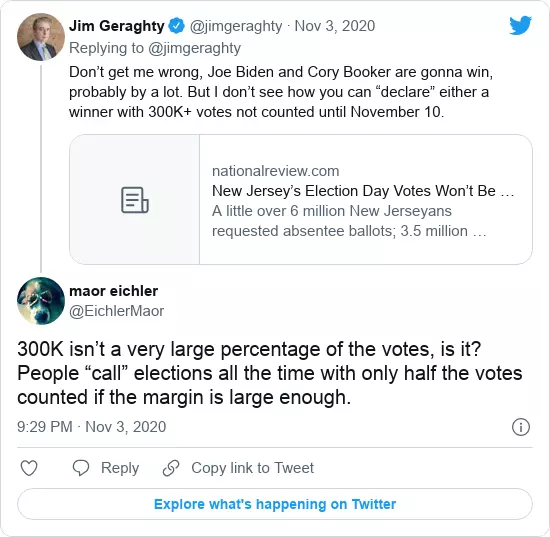 Jim Geraghty @jimgeraghty · Nov 3, 2020
Replying to @jimgeraghty
Don’t get me wrong, Joe Biden and Cory Booker are gonna win,
probably by a lot. But I don’t see how you can “declare” either a
winner with 300K+ votes not counted until November 10.
nationalreview.com
New Jersey’s Election Day Votes Won’t Be …
A little over 6 million New Jerseyans
requested absentee ballots; 3.5 million …
maor eichler
@EichlerMaor
300K isn’t a very large percentage of the votes, is it?
People “call” elections all the time with only half the votes
counted if the margin is large enough.
9:29 PM · Nov 3, 2020
Reply Copy link to Tweet
Explore what's happening on Twitter